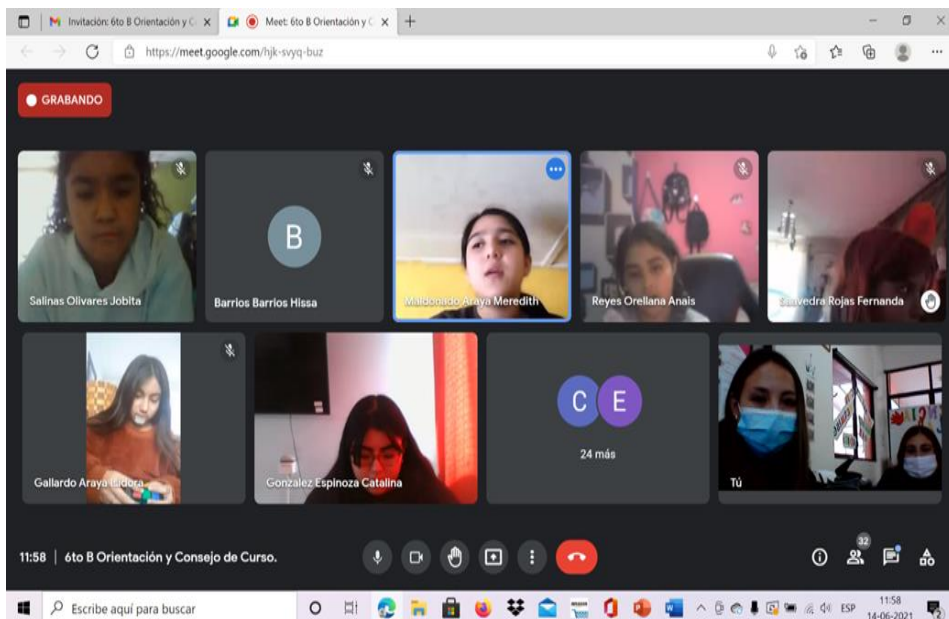 Invitación: 6to B Orientación y C
Meet: 6to B Orientación y C
https://meet.google.com/hjk-svyq-buz
GRABANDO
Salinas Olivares Jobita
B
Barrios Barrios Hissa
Maldonado Araya Meredith
Reyes Orellana Anais
Saavedra Rojas Fernanda
Gallardo Araya Isidora
Gonzalez Espinoza Catalina
C E
24 más
Tú
11:58 | 6to B Orientación y Consejo de Curso.
32
Escribe aquí para buscar
ESP
11:58
14-06-2021